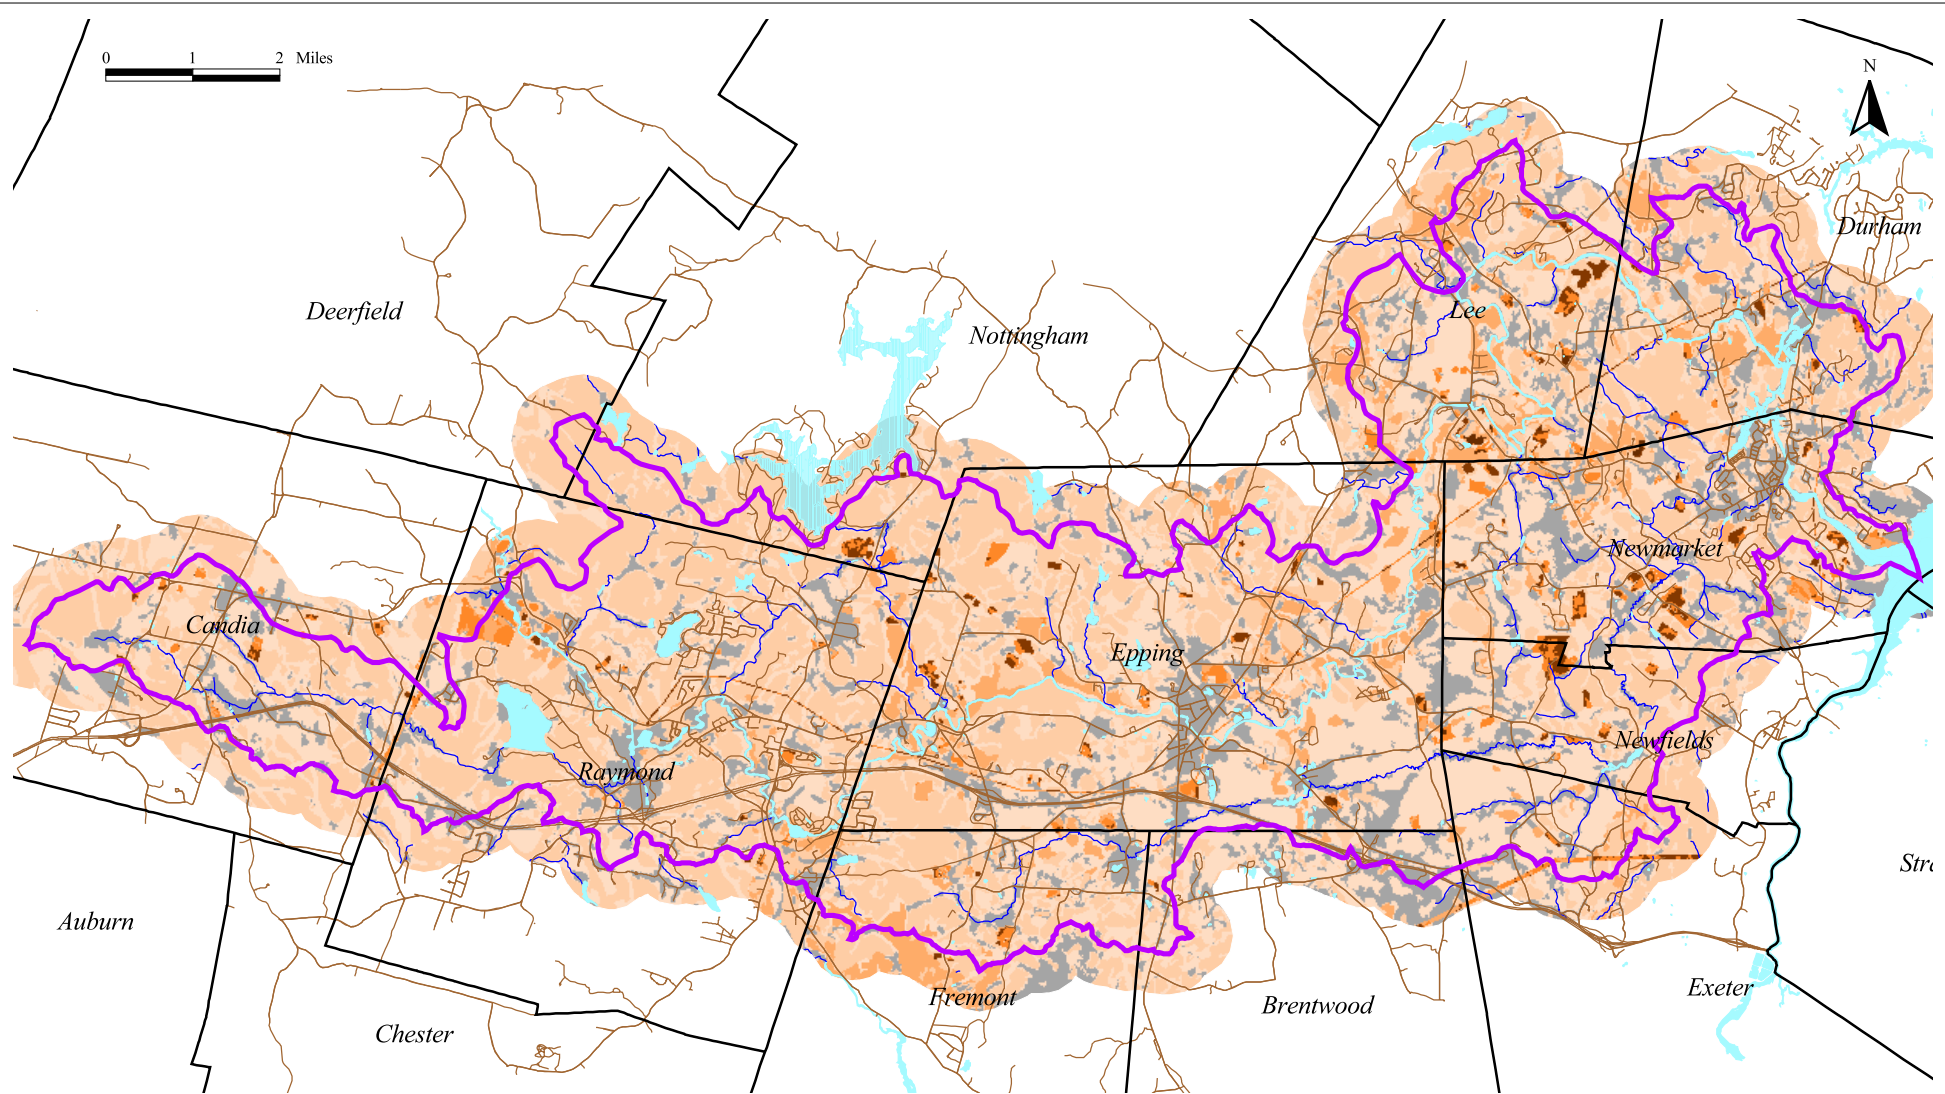 0 1 2 Miles
N
Durham
Deerfield
Lee
Nottingham
Newmarket
Candia
Epping
Newfields
Raymond
Auburn
Exeter
Fremont
Brentwood
Chester